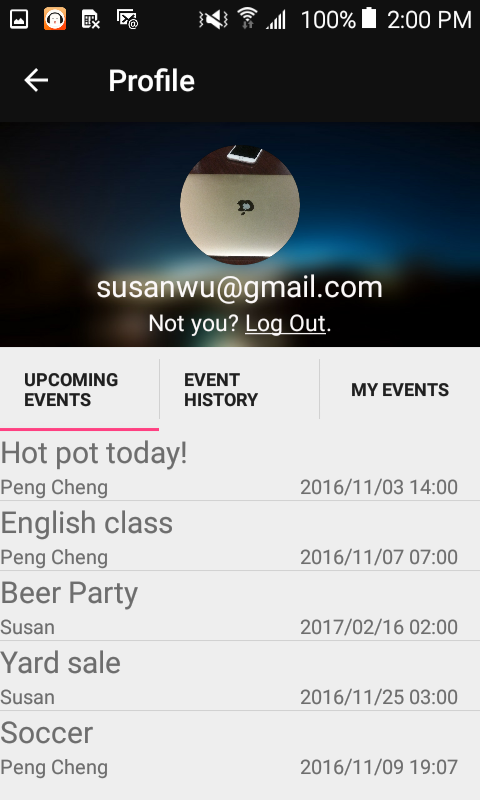 100% 2:00 PM
Profile
susanwu@gmail.com
Not you? Log Out.
UPCOMING EVENTS
EVENT HISTORY
MY EVENTS
Hot pot today!
Peng Cheng 2016/11/03 14:00
English class
Peng Cheng 2016/11/07 07:00
Beer Party
Susan 2017/02/16 02:00
Yard sale
Susan 2016/11/25 03:00
Soccer
Peng Cheng 2016/11/09 19:07